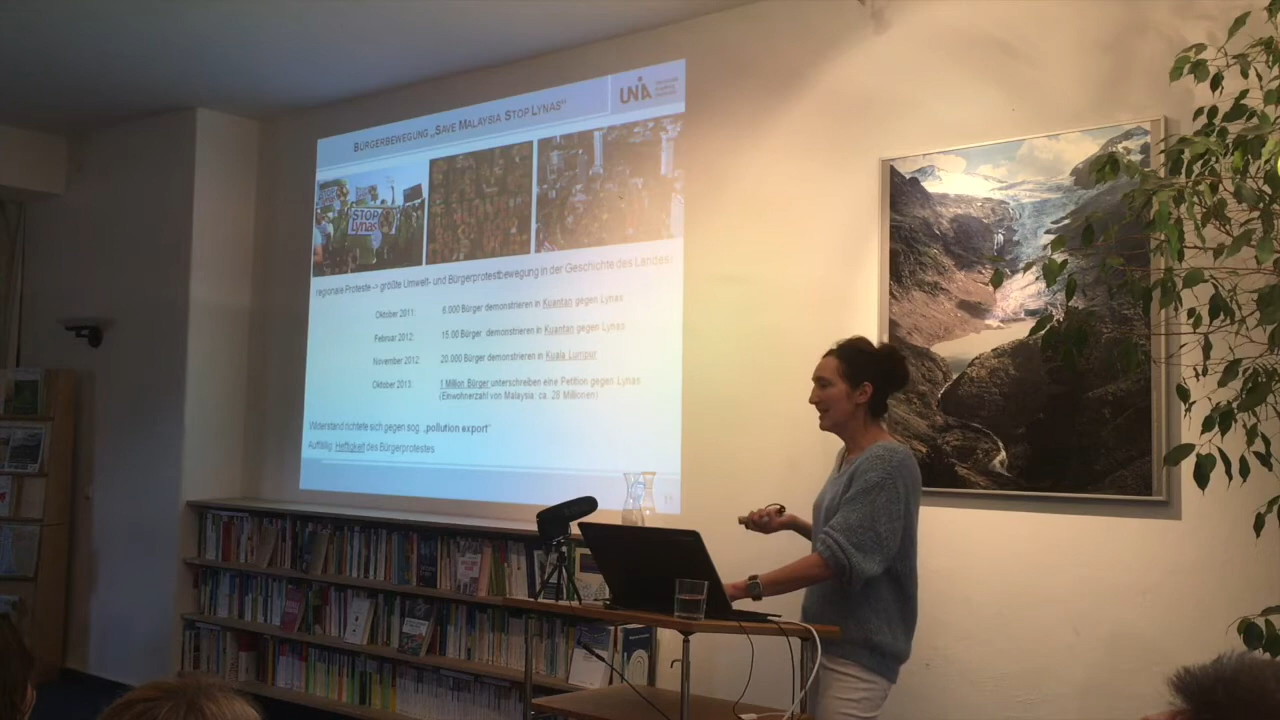 UNIA
BÜRGERBEWEGUNG „SAVE MALAYSIA STOP LYNAS“
STOP
STOP
Lynas
regionale Proteste -> größte Umwelt- und Bürgerprotestbewegung in der Geschichte des Landes!
Oktober 2011: 6.000 Bürger demonstrieren in Kuantan gegen Lynas
Februar 2012: 15.00 Bürger demonstrieren in Kuantan gegen Lynas
November 2012: 20.000 Bürger demonstrieren in Kuala Lumpur
Oktober 2013: 1 Million Bürger unterschreiben eine Petition gegen Lynas
(Einwohnerzahl von Malaysia: ca. 28 Millionen)
Widerstand richtete sich gegen sog. „pollution export“
Auffällig: Heftigkeit des Bürgerprotestes